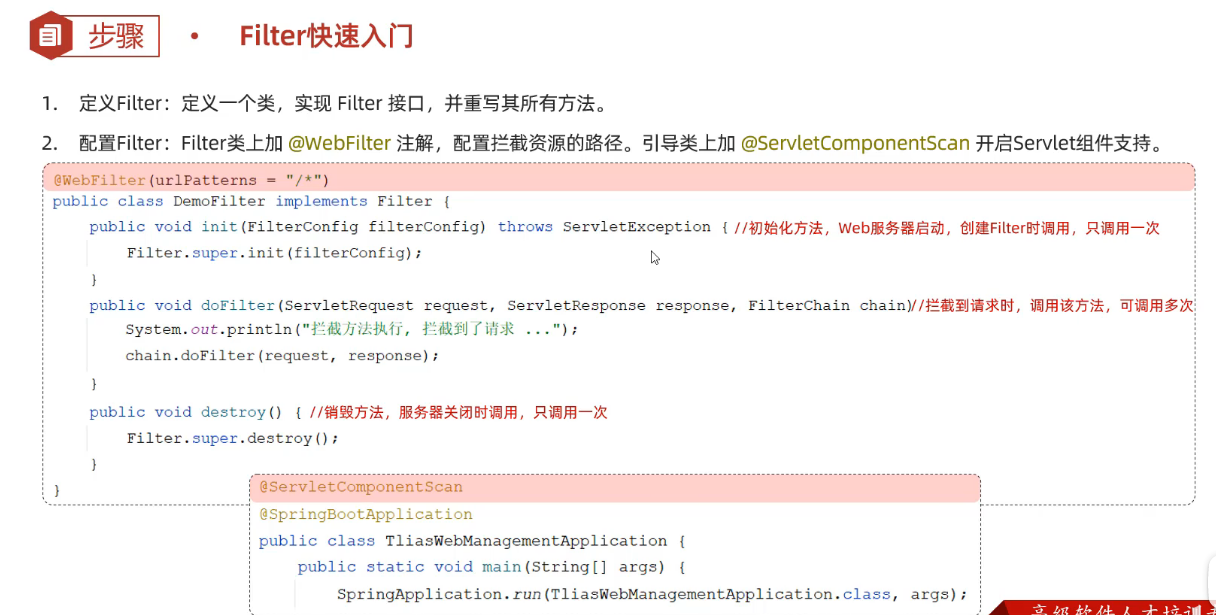 步骤 • Filter快速入门
1. 定义Filter：定义一个类，实现 Filter 接口，并重写其所有方法。
2. 配置Filter：Filter类上加 @WebFilter 注解，配置拦截资源的路径。引导类上加 @ServletComponentScan 开启Servlet组件支持。
@WebFilter(urlPatterns = "/*")
public class DemoFilter implements Filter {
public void init(FilterConfig filterConfig) throws ServletException { //初始化方法，Web服务器启动，创建Filter时调用，只调用一次
Filter.super.init(filterConfig);
}
public void doFilter(ServletRequest request, ServletResponse response, FilterChain chain)//拦截到请求时，调用该方法，可调用多次
System.out.println("拦截方法执行, 拦截到了请求 ...");
chain.doFilter(request, response);
}
public void destroy() { //销毁方法，服务器关闭时调用，只调用一次
Filter.super.destroy();
}
}
@ServletComponentScan
@SpringBootApplication
public class TliasWebManagementApplication {
public static void main(String[] args) {
SpringApplication.run(TliasWebManagementApplication.class, args);
高级软件人才培训